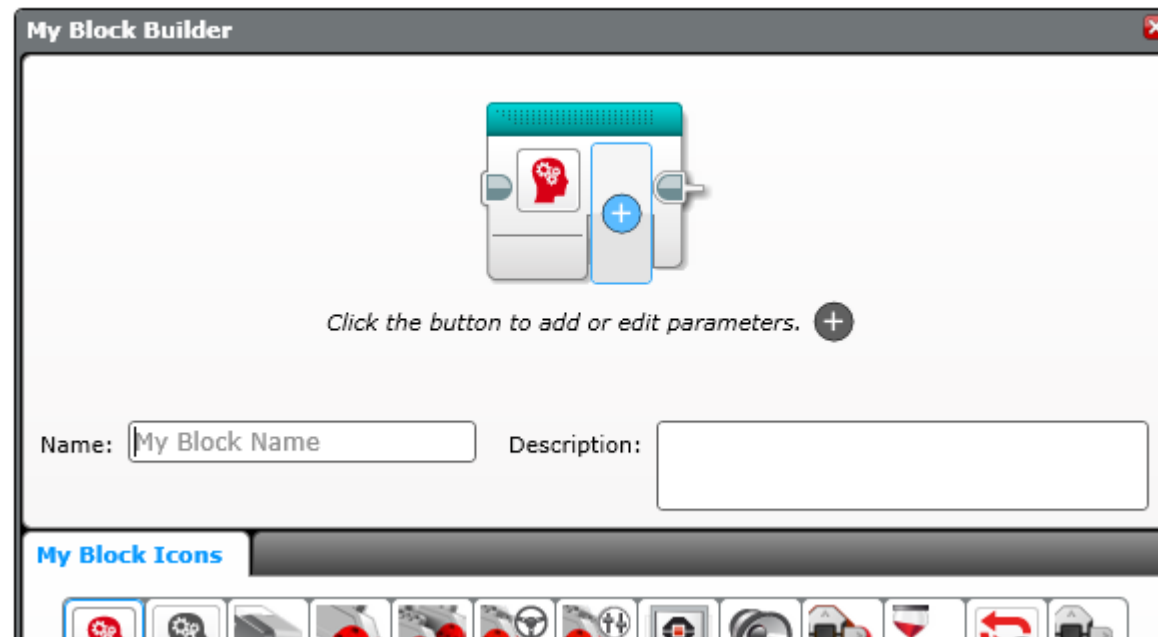 My Block Builder
Click the button to add or edit parameters.
Name: My Block Name Description:
My Block Icons